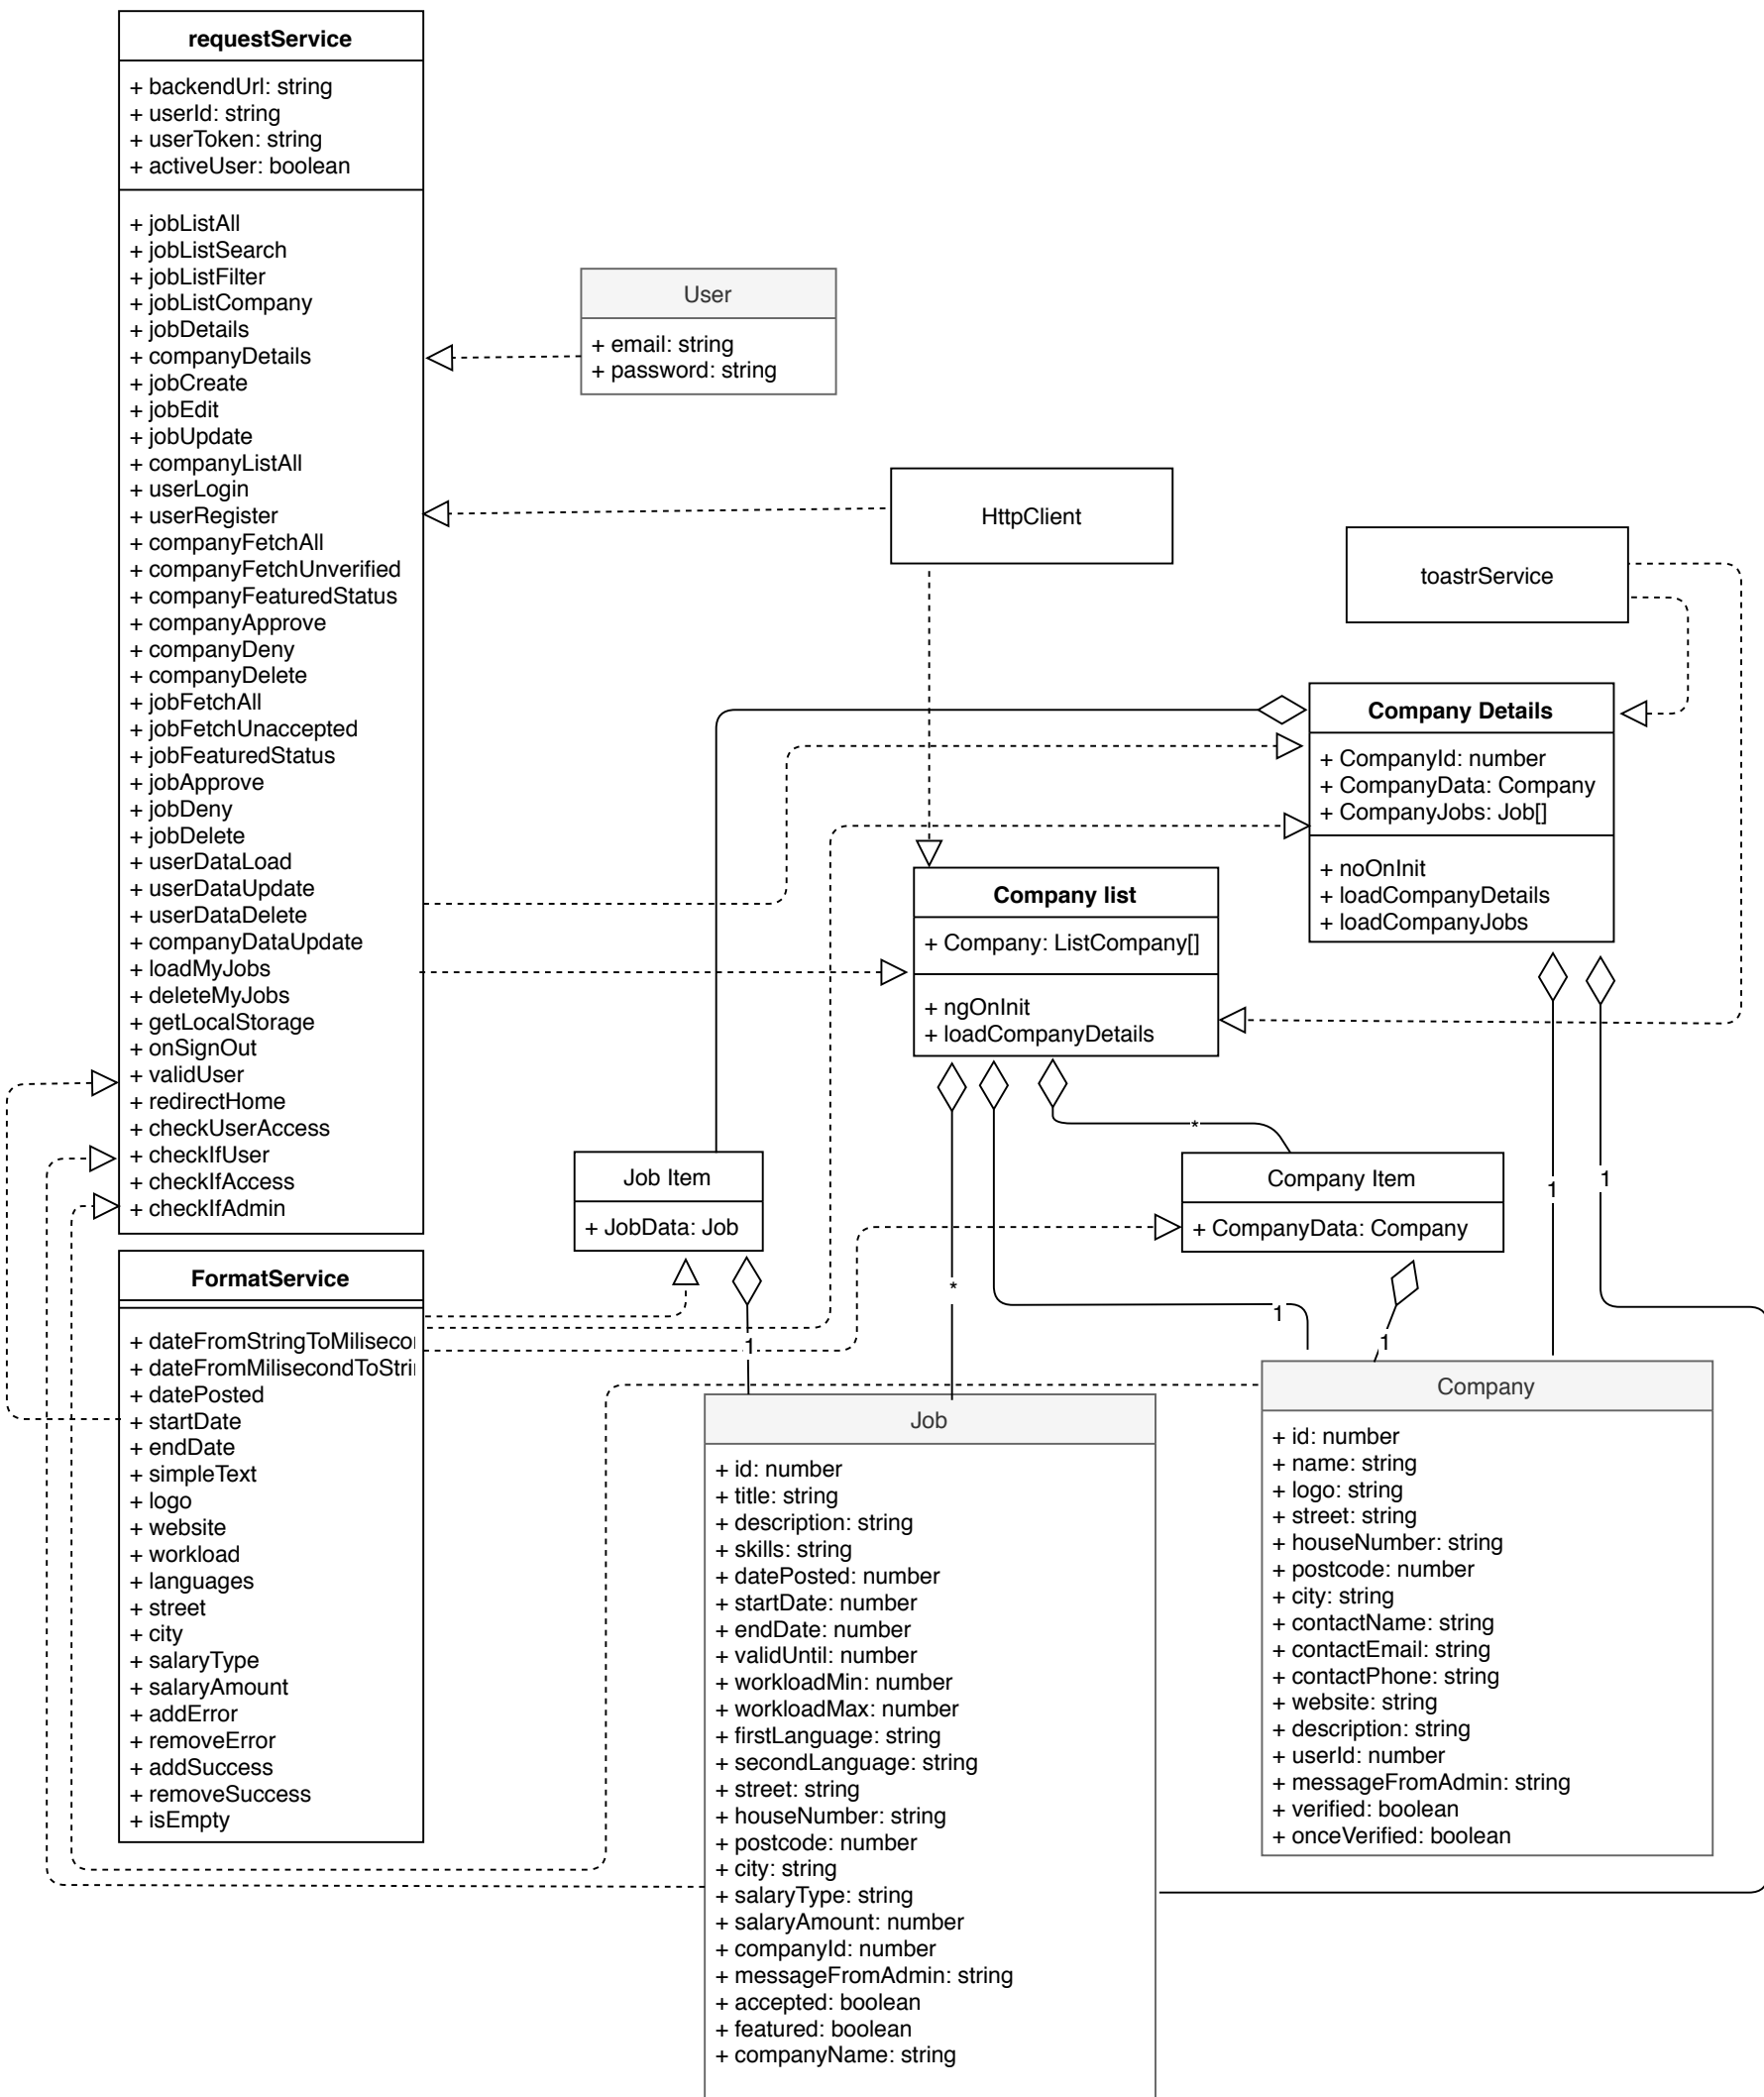 requestService
+ backendUrl: string
+ userId: string
+ userToken: string
+ activeUser: boolean
+ jobListAll
+ jobListSearch
+ jobListFilter
+ jobListCompany
+ jobDetails
+ companyDetails
+ jobCreate
+ jobEdit
+ jobUpdate
+ companyListAll
+ userLogin
+ userRegister
+ companyFetchAll
+ companyFetchUnverified
+ companyFeaturedStatus
+ companyApprove
+ companyDeny
+ companyDelete
+ jobFetchAll
+ jobFetchUnaccepted
+ jobFeaturedStatus
+ jobApprove
+ jobDeny
+ jobDelete
+ userDataLoad
+ userDataUpdate
+ userDataDelete
+ companyDataUpdate
+ loadMyJobs
+ deleteMyJobs
+ getLocalStorage
+ onSignOut
+ validUser
+ redirectHome
+ checkUserAccess
+ checkIfUser
+ checkIfAccess
+ checkIfAdmin
User
+ email: string
+ password: string
HttpClient
toastrService
Company Details
+ CompanyId: number
+ CompanyData: Company
+ CompanyJobs: Job[]
+ noOnInit
+ loadCompanyDetails
+ loadCompanyJobs
Company list
+ Company: ListCompany[]
+ ngOnInit
+ loadCompanyDetails
*
Job Item
+ JobData: Job
Company Item
+ CompanyData: Company
1
1
*
1
1
1
FormatService
+ dateFromStringToMiliseco
+ dateFromMilisecondToStri
+ datePosted
+ startDate
+ endDate
+ simpleText
+ logo
+ website
+ workload
+ languages
+ street
+ city
+ salaryType
+ salaryAmount
+ addError
+ removeError
+ addSuccess
+ removeSuccess
+ isEmpty
Job
+ id: number
+ title: string
+ description: string
+ skills: string
+ datePosted: number
+ startDate: number
+ endDate: number
+ validUntil: number
+ workloadMin: number
+ workloadMax: number
+ firstLanguage: string
+ secondLanguage: string
+ street: string
+ houseNumber: string
+ postcode: number
+ city: string
+ salaryType: string
+ salaryAmount: number
+ companyId: number
+ messageFromAdmin: string
+ accepted: boolean
+ featured: boolean
+ companyName: string
Company
+ id: number
+ name: string
+ logo: string
+ street: string
+ houseNumber: string
+ postcode: number
+ city: string
+ contactName: string
+ contactEmail: string
+ contactPhone: string
+ website: string
+ description: string
+ userId: number
+ messageFromAdmin: string
+ verified: boolean
+ onceVerified: boolean